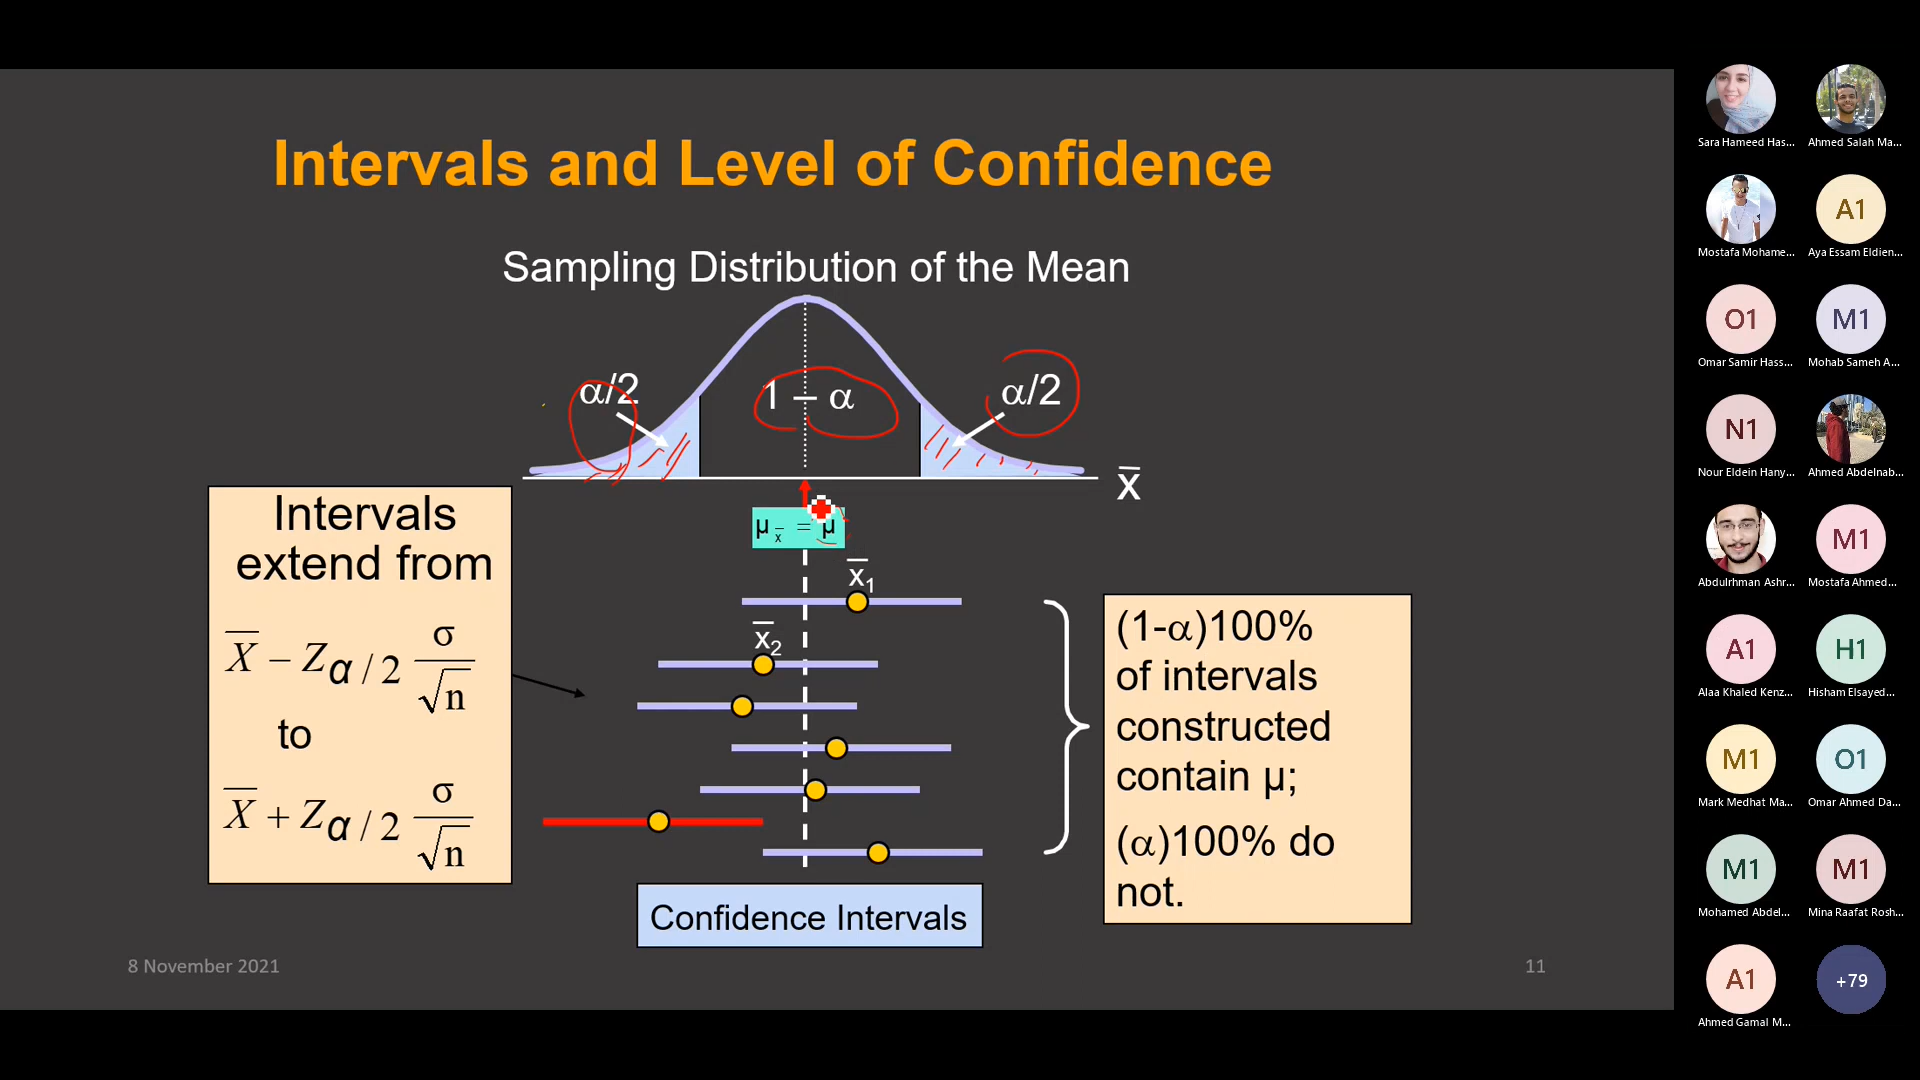 Intervals and Level of Confidence
Sampling Distribution of the Mean
α/2
1 – α
α/2
x̄
μx̄ = μ
Intervals
extend from
X̄ − Zα/2 σ/√n
to
X̄ + Zα/2 σ/√n
x̄1
x̄2
(1-α)100%
of intervals
constructed
contain μ;
(α)100% do
not.
Confidence Intervals
8 November 2021
11
Sara Hameed Has...
Ahmed Salah Ma...
Mostafa Mohame...
A1
Aya Essam Eldien...
O1
Omar Samir Hass...
M1
Mohab Sameh A...
N1
Nour Eldein Hany...
Ahmed Abdelnab...
Abdulrhman Ashr...
M1
Mostafa Ahmed...
A1
Alaa Khaled Kenz...
H1
Hisham Elsayed...
M1
Mark Medhat Ma...
O1
Omar Ahmed Da...
M1
Mohamed Abdel...
M1
Mina Raafat Rosh...
A1
Ahmed Gamal M...
+79